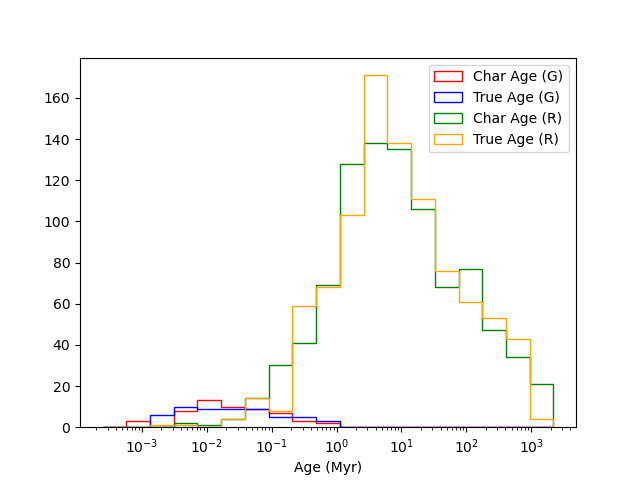 Char Age (G)
True Age (G)
Char Age (R)
True Age (R)
160
140
120
100
80
60
40
20
0
10⁻³ 10⁻² 10⁻¹ 10⁰ 10¹ 10² 10³
Age (Myr)